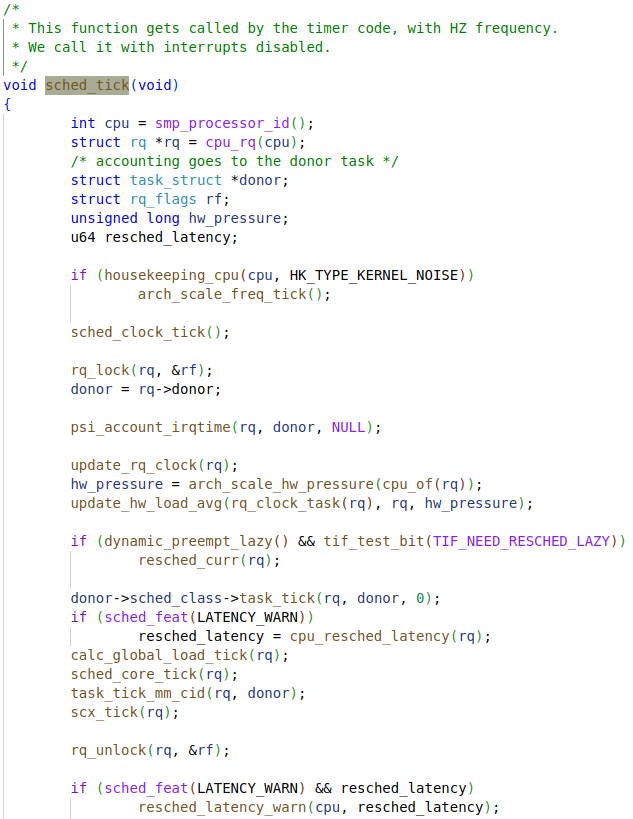 /*
 * This function gets called by the timer code, with HZ frequency.
 * We call it with interrupts disabled.
 */
void sched_tick(void)
{
        int cpu = smp_processor_id();
        struct rq *rq = cpu_rq(cpu);
        /* accounting goes to the donor task */
        struct task_struct *donor;
        struct rq_flags rf;
        unsigned long hw_pressure;
        u64 resched_latency;

        if (housekeeping_cpu(cpu, HK_TYPE_KERNEL_NOISE))
                arch_scale_freq_tick();

        sched_clock_tick();

        rq_lock(rq, &rf);
        donor = rq->donor;

        psi_account_irqtime(rq, donor, NULL);

        update_rq_clock(rq);
        hw_pressure = arch_scale_hw_pressure(cpu_of(rq));
        update_hw_load_avg(rq_clock_task(rq), rq, hw_pressure);

        if (dynamic_preempt_lazy() && tif_test_bit(TIF_NEED_RESCHED_LAZY))
                resched_curr(rq);

        donor->sched_class->task_tick(rq, donor, 0);
        if (sched_feat(LATENCY_WARN))
                resched_latency = cpu_resched_latency(rq);
        calc_global_load_tick(rq);
        sched_core_tick(rq);
        task_tick_mm_cid(rq, donor);
        scx_tick(rq);

        rq_unlock(rq, &rf);

        if (sched_feat(LATENCY_WARN) && resched_latency)
                resched_latency_warn(cpu, resched_latency);